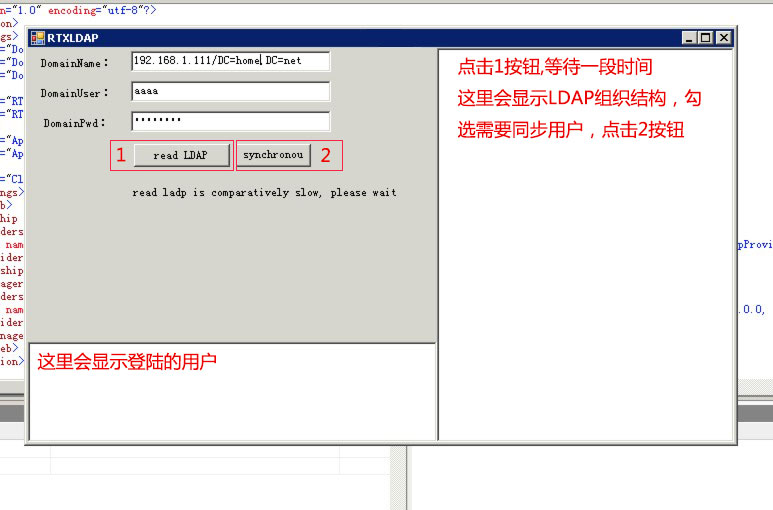 n="1.0" encoding="utf-8"?>
on>
gs>
="Do
="Do
="Do
="RT
="RT
="Ap
="Ap
="Cl
ngs>
b>
hip
ders
nam
ider
ship
ager
ders
nam
ider
nage
eb>
ion>
RTXLDAP
DomainName:
192.168.1.111/DC=home,DC=net
DomainUser:
aaaa
DomainPwd:
********
1
read LDAP
synchronou
2
read ladp is comparatively slow, please wait
点击1按钮,等待一段时间
这里会显示LDAP组织结构，勾
选需要同步用户，点击2按钮
这里会显示登陆的用户
pProvi
.0.0,